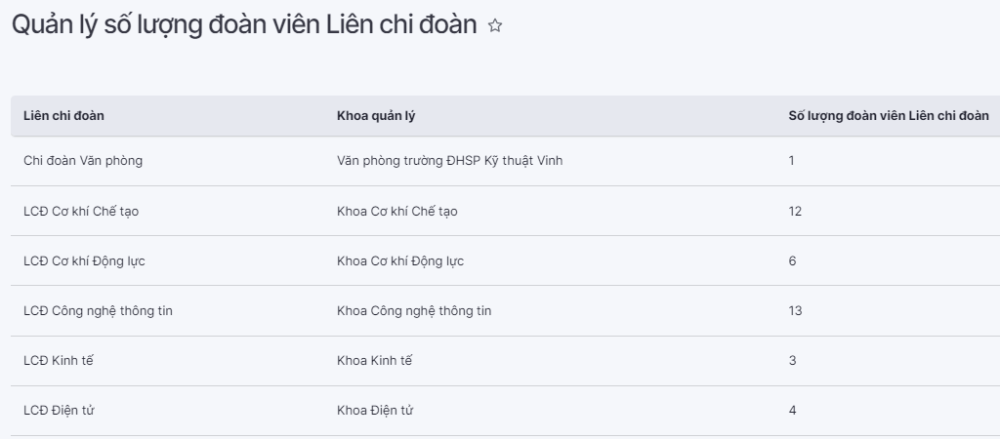 Quản lý số lượng đoàn viên Liên chi đoàn
Liên chi đoàn Khoa quản lý Số lượng đoàn viên Liên chi đoàn
Chi đoàn Văn phòng Văn phòng trường ĐHSP Kỹ thuật Vinh 1
LCĐ Cơ khí Chế tạo Khoa Cơ khí Chế tạo 12
LCĐ Cơ khí Động lực Khoa Cơ khí Động lực 6
LCĐ Công nghệ thông tin Khoa Công nghệ thông tin 13
LCĐ Kinh tế Khoa Kinh tế 3
LCĐ Điện tử Khoa Điện tử 4